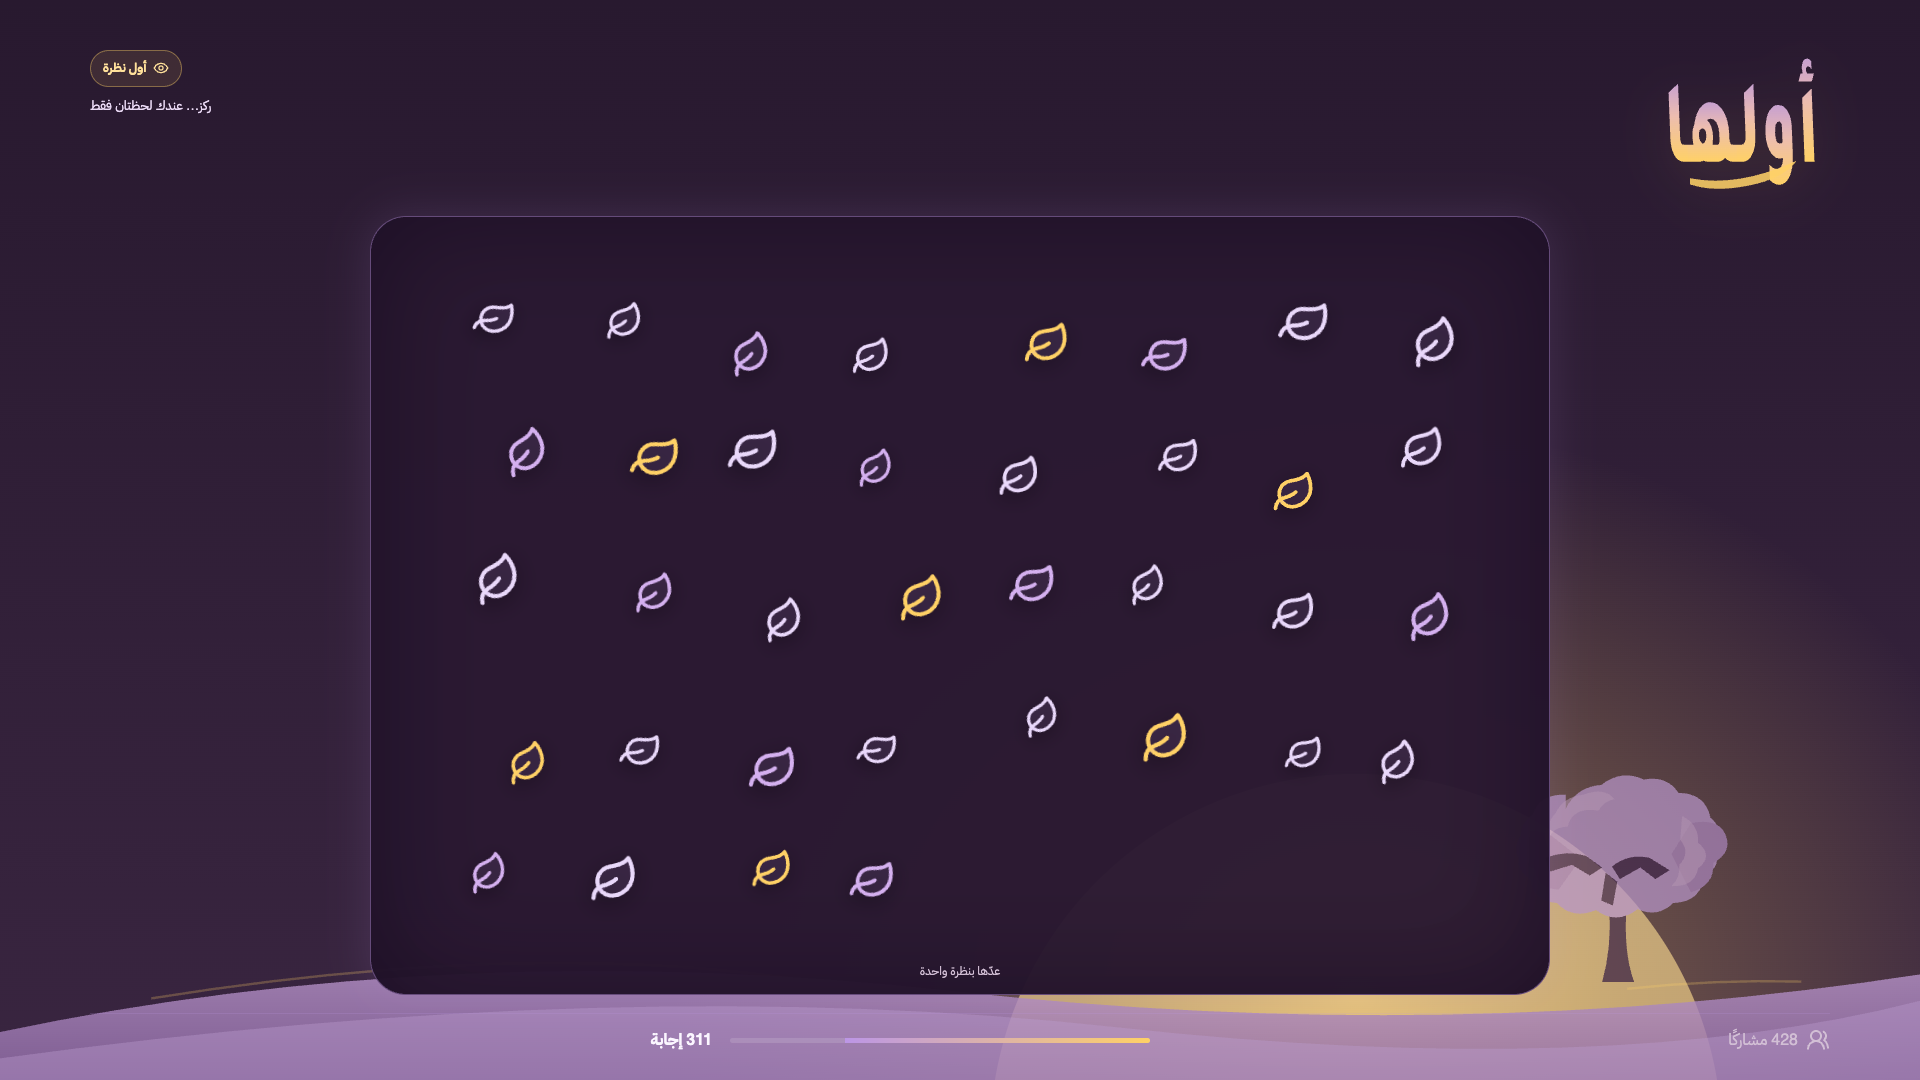 أولها
أول نظرة
ركز... عندك لحظتان فقط
عدّها بنظرة واحدة
428 مشاركًا
311 إجابة